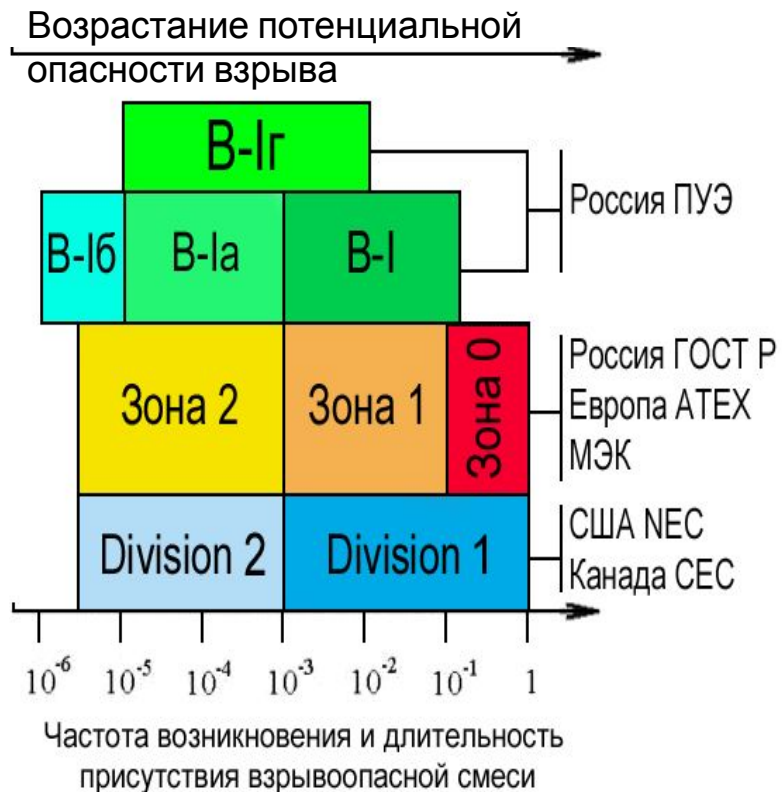 Возрастание потенциальной
опасности взрыва
В-Iг
Россия ПУЭ
В-Iб
В-Iа
В-I
Зона 2
Зона 1
Зона 0
Россия ГОСТ Р
Европа АТЕХ
МЭК
Division 2
Division 1
США NEC
Канада CEC
10⁻⁶
10⁻⁵
10⁻⁴
10⁻³
10⁻²
10⁻¹
1
Частота возникновения и длительность
присутствия взрывоопасной смеси